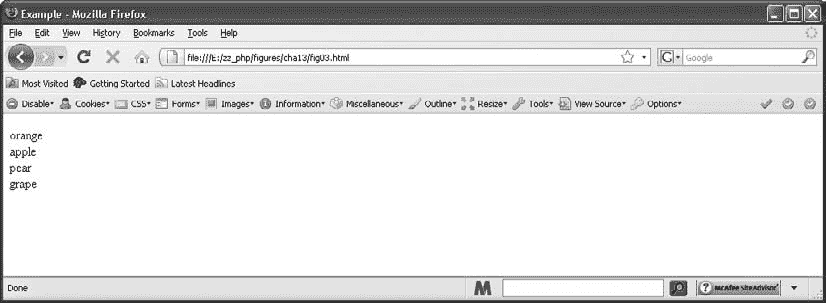 Example - Mozilla Firefox
File Edit View History Bookmarks Tools Help
file:///E:/zz_php/figures/cha13/fig03.html
G Google
Most Visited Getting Started Latest Headlines
Disable Cookies CSS Forms Images Information Miscellaneous Outline Resize Tools View Source Options
orange
apple
pear
grape
Done
M
McAfee SiteAdvisor